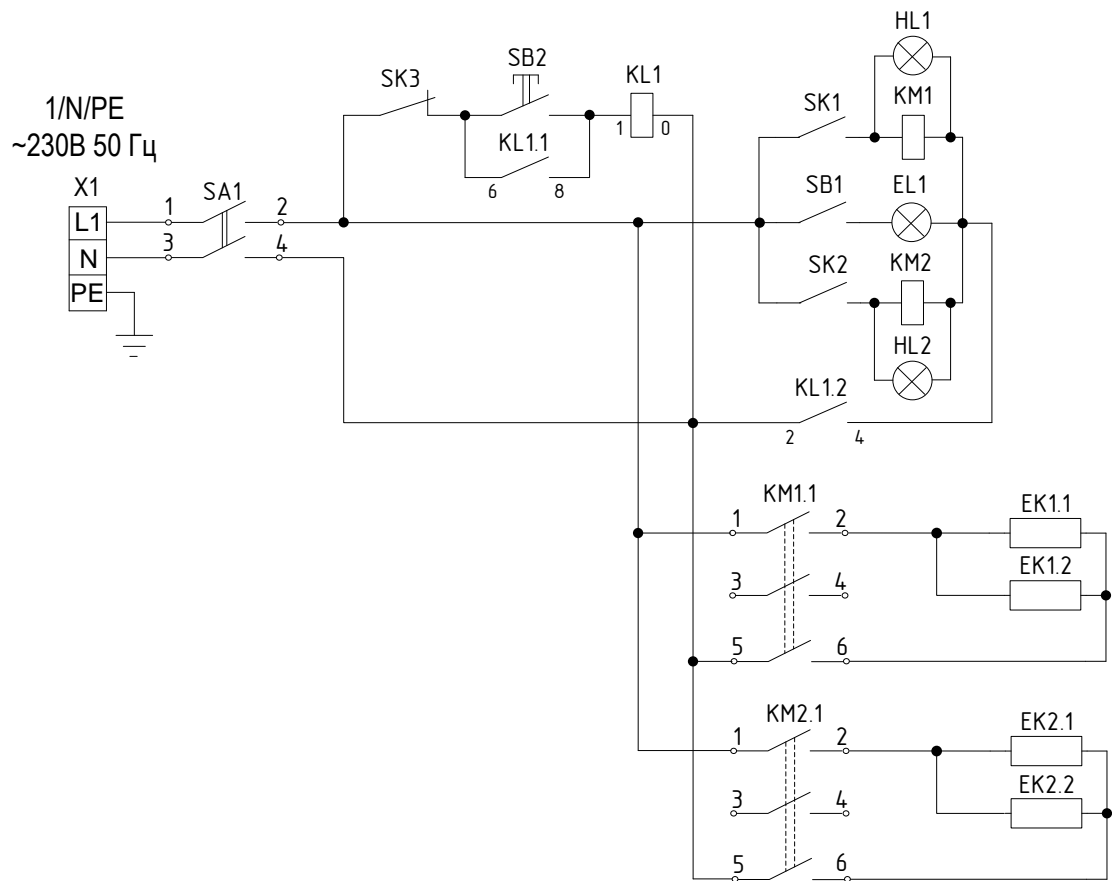 HL1
SB2
SK3
KL1
KM1
SK1
1/N/PE
1 0
~230В 50 Гц
KL1.1
X1
SA1
6 8
SB1
EL1
L1
1 2
N
3 4
SK2
KM2
PE
HL2
KL1.2
2 4
KM1.1
EK1.1
1 2
EK1.2
3 4
5 6
KM2.1
EK2.1
1 2
EK2.2
3 4
5 6